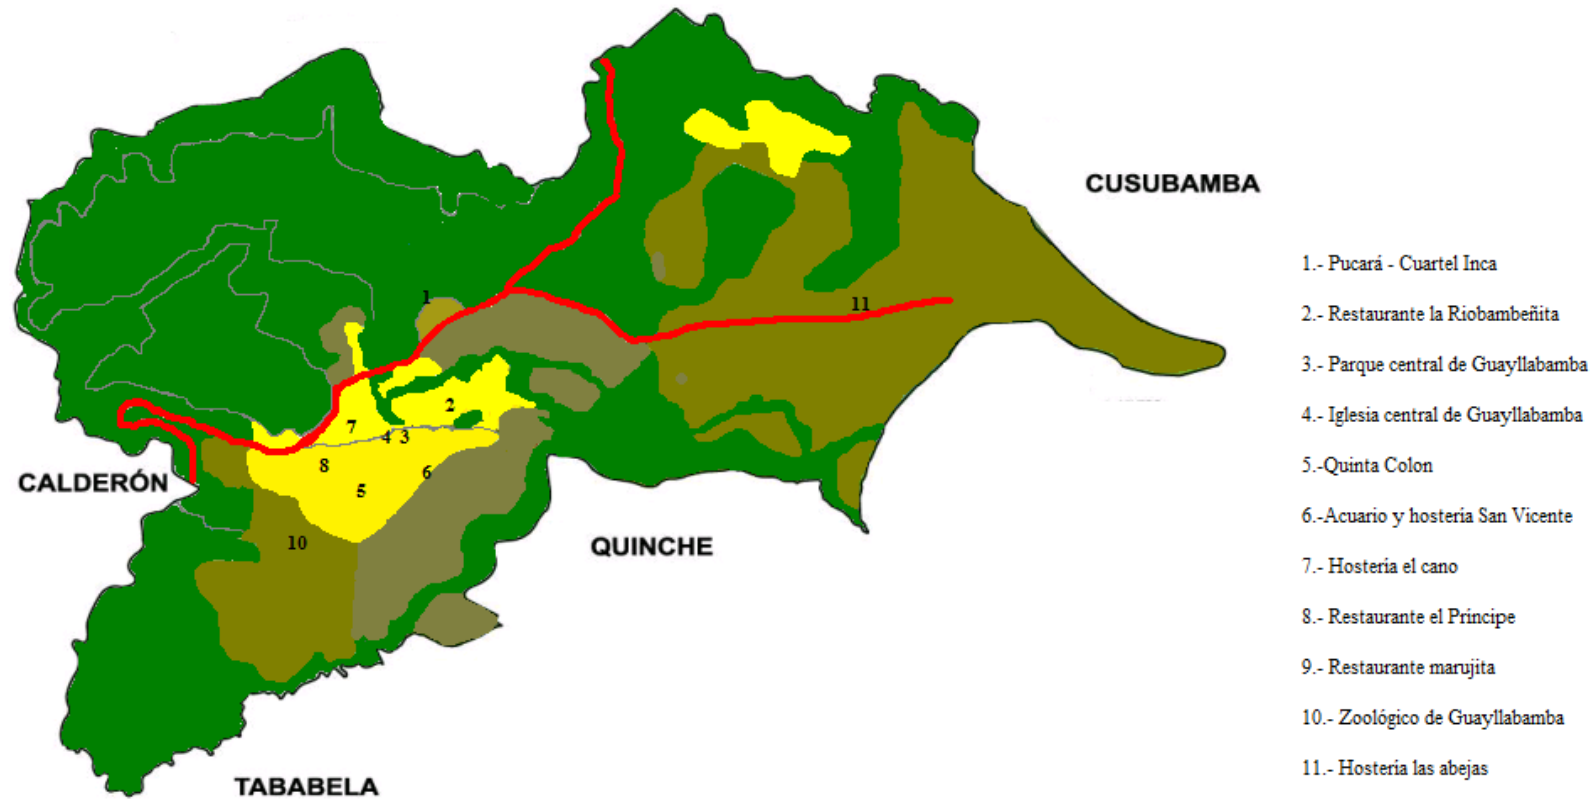 CUSUBAMBA
1.- Pucará - Cuartel Inca
1
11
2.- Restaurante la Riobambeñita
3.- Parque central de Guayllabamba
2
7
4 3
4.- Iglesia central de Guayllabamba
8
6
5.-Quinta Colon
CALDERÓN
5
6.-Acuario y hosteria San Vicente
10
QUINCHE
7.- Hosteria el cano
8.- Restaurante el Principe
9.- Restaurante marujita
10.- Zoológico de Guayllabamba
11.- Hosteria las abejas
TABABELA